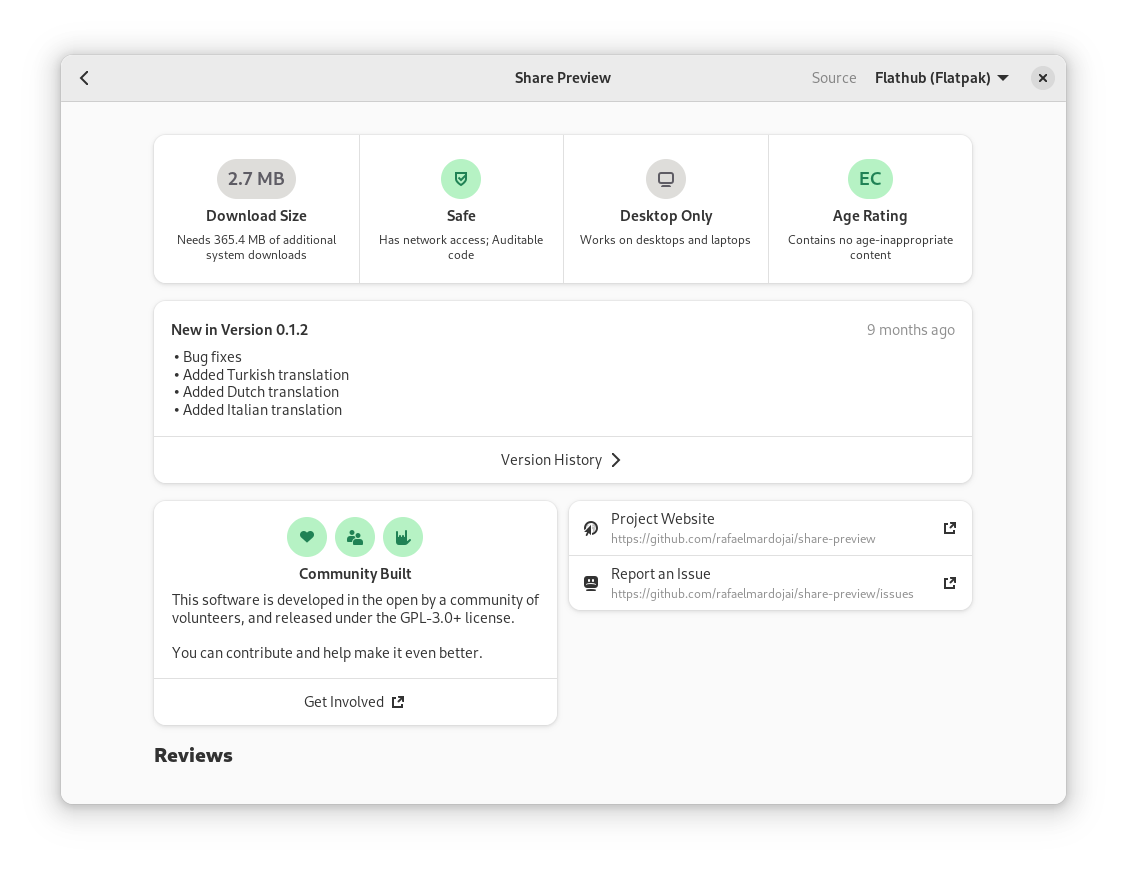 Share Preview
Source
Flathub (Flatpak)
2.7 MB
Download Size
Needs 365.4 MB of additional
system downloads
Safe
Has network access; Auditable
code
Desktop Only
Works on desktops and laptops
EC
Age Rating
Contains no age-inappropriate
content
New in Version 0.1.2
9 months ago
• Bug fixes
• Added Turkish translation
• Added Dutch translation
• Added Italian translation
Version History
Community Built
This software is developed in the open by a community of
volunteers, and released under the GPL-3.0+ license.
You can contribute and help make it even better.
Get Involved
Project Website
https://github.com/rafaelmardojai/share-preview
Report an Issue
https://github.com/rafaelmardojai/share-preview/issues
Reviews